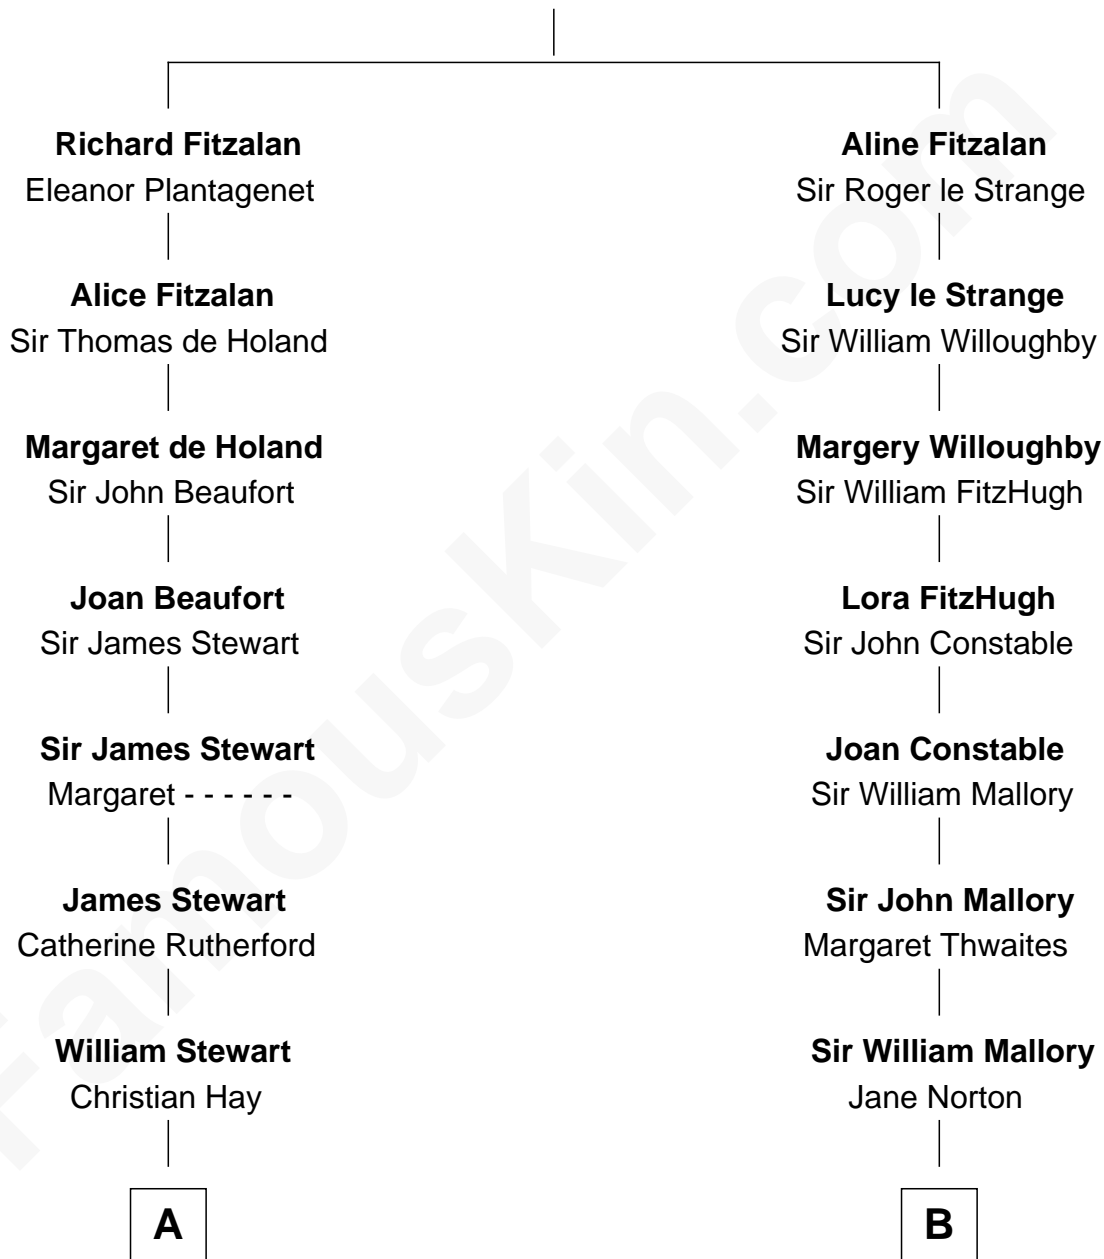 Richard Fitzalan
Eleanor Plantagenet
Alice Fitzalan
Sir Thomas de Holand
Margaret de Holand
Sir John Beaufort
Joan Beaufort
Sir James Stewart
Sir James Stewart
Margaret - - - - - -
James Stewart
Catherine Rutherford
William Stewart
Christian Hay
A
Aline Fitzalan
Sir Roger le Strange
Lucy le Strange
Sir William Willoughby
Margery Willoughby
Sir William FitzHugh
Lora FitzHugh
Sir John Constable
Joan Constable
Sir William Mallory
Sir John Mallory
Margaret Thwaites
Sir William Mallory
Jane Norton
B
FamousKin.com